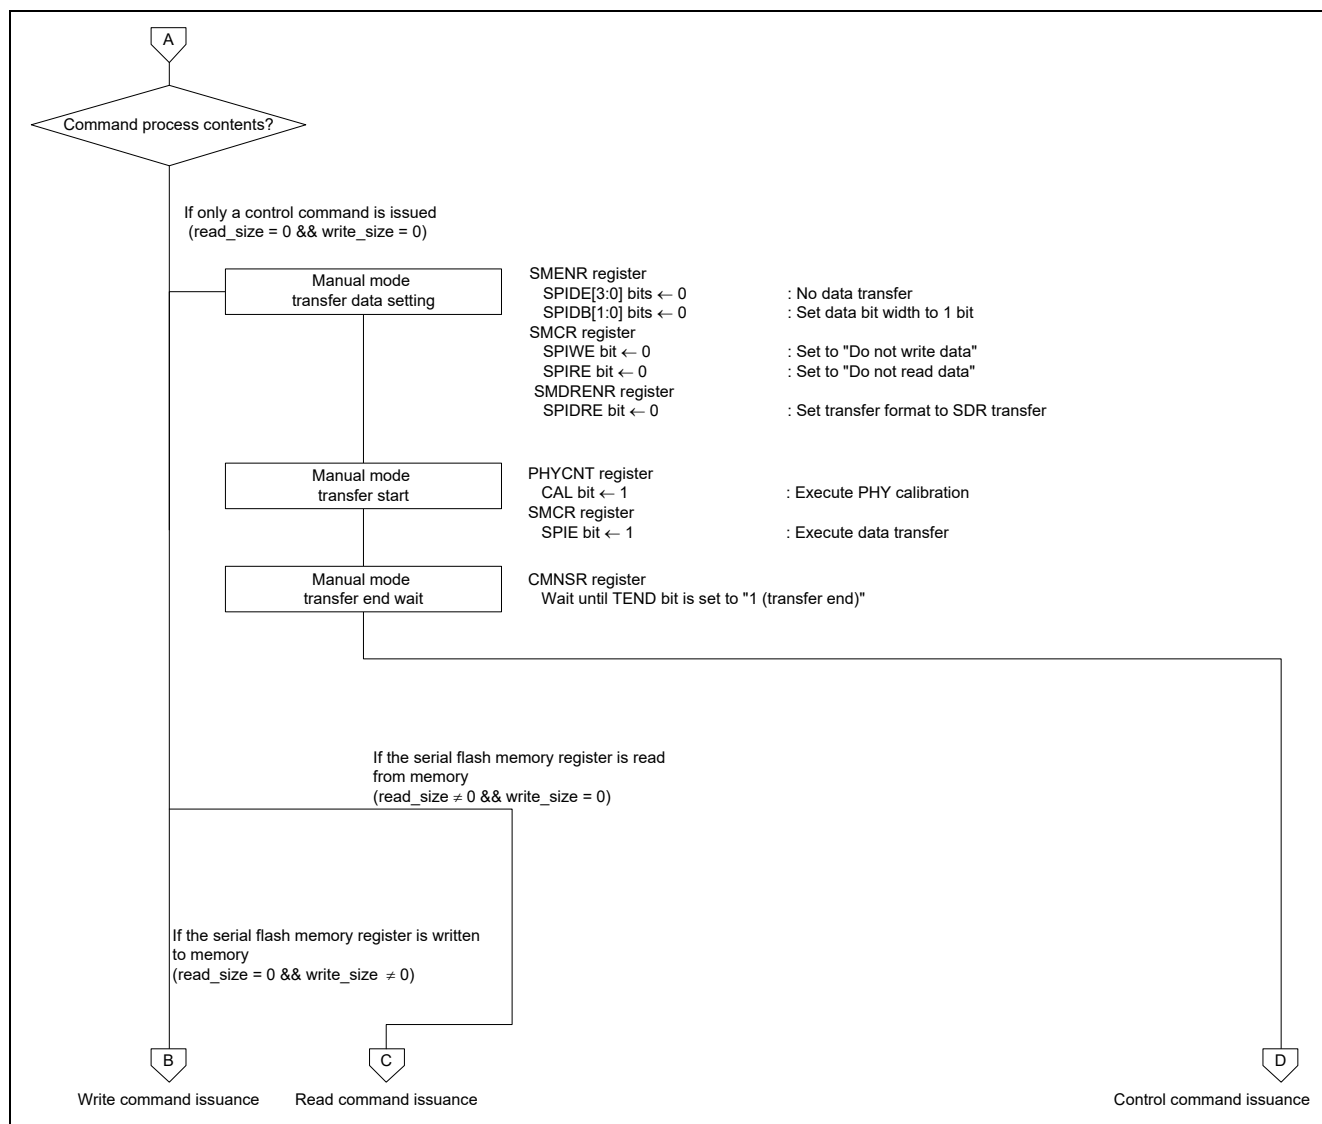 A
Command process contents?
If only a control command is issued
(read_size = 0 && write_size = 0)
Manual mode
transfer data setting
SMENR register
SPIDE[3:0] bits ← 0 : No data transfer
SPIDB[1:0] bits ← 0 : Set data bit width to 1 bit
SMCR register
SPIWE bit ← 0 : Set to "Do not write data"
SPIRE bit ← 0 : Set to "Do not read data"
SMDRENR register
SPIDRE bit ← 0 : Set transfer format to SDR transfer
Manual mode
transfer start
PHYCNT register
CAL bit ← 1 : Execute PHY calibration
SMCR register
SPIE bit ← 1 : Execute data transfer
Manual mode
transfer end wait
CMNSR register
Wait until TEND bit is set to "1 (transfer end)"
If the serial flash memory register is read
from memory
(read_size ≠ 0 && write_size = 0)
If the serial flash memory register is written
to memory
(read_size = 0 && write_size ≠ 0)
B
C
D
Write command issuance
Read command issuance
Control command issuance